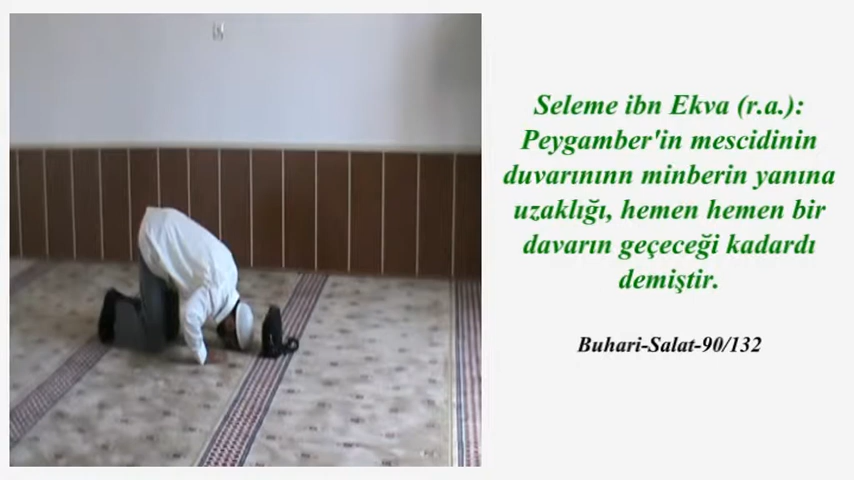 Seleme ibn Ekva (r.a.):
Peygamber'in mescidinin
duvarınınn minberin yanına
uzaklığı, hemen hemen bir
davarın geçeceği kadardı
demiştir.
Buhari-Salat-90/132